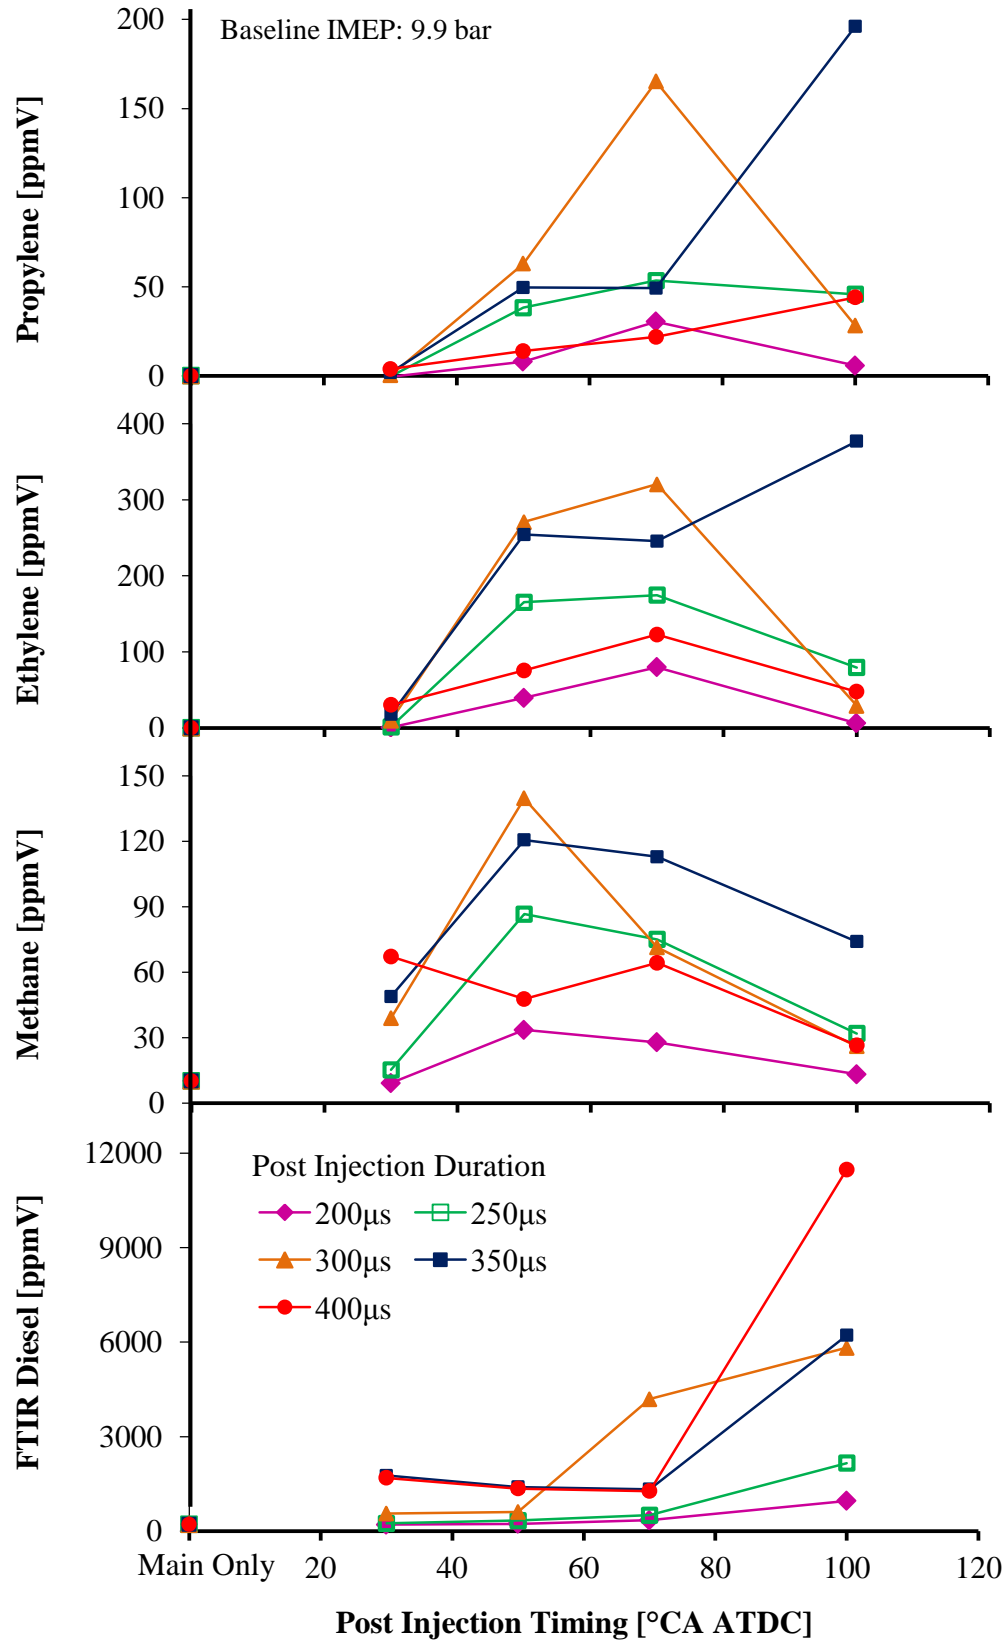 Baseline IMEP: 9.9 bar
Propylene [ppmV]
200
150
100
50
0
Ethylene [ppmV]
400
300
200
100
0
Methane [ppmV]
150
120
90
60
30
0
FTIR Diesel [ppmV]
12000
9000
6000
3000
0
Post Injection Duration
200µs 250µs
300µs 350µs
400µs
Main Only 20 40 60 80 100 120
Post Injection Timing [°CA ATDC]